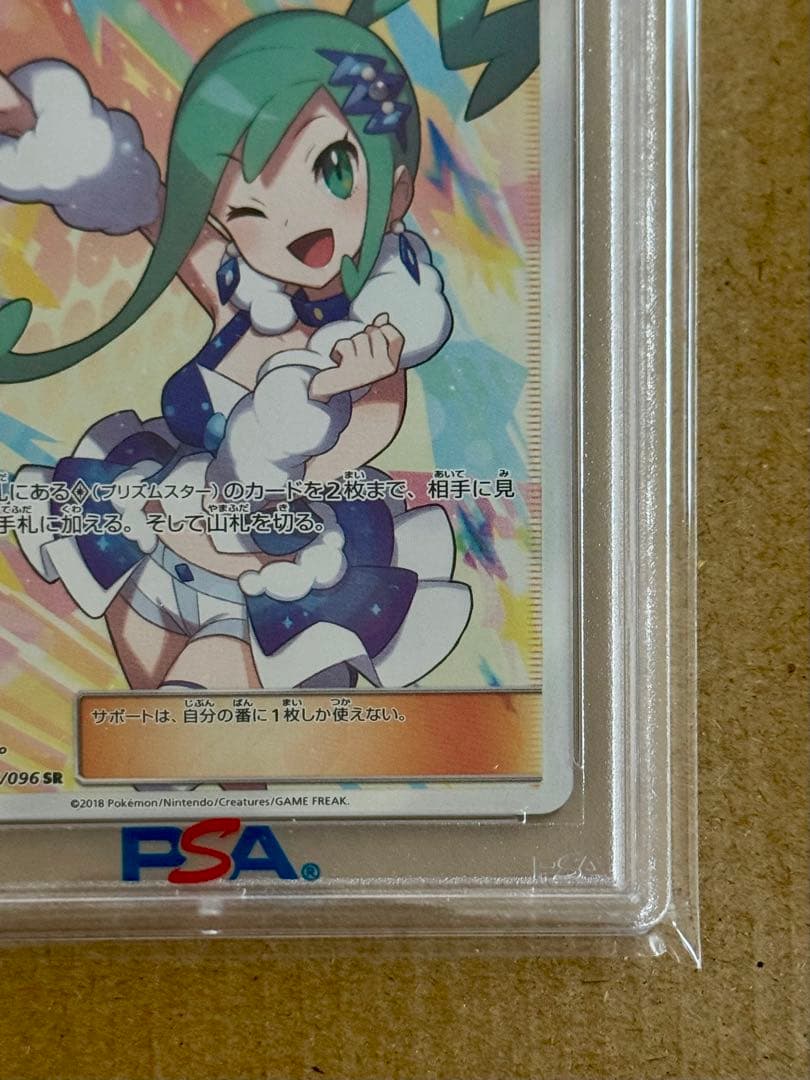 にある(プリズムスター)のカードを2枚まで、相手に見
手札に加える。そして山札を切る。
サポートは、自分の番に1枚しか使えない。
/096 SR
©2018 Pokémon/Nintendo/Creatures/GAME FREAK.
PSA®
PSA